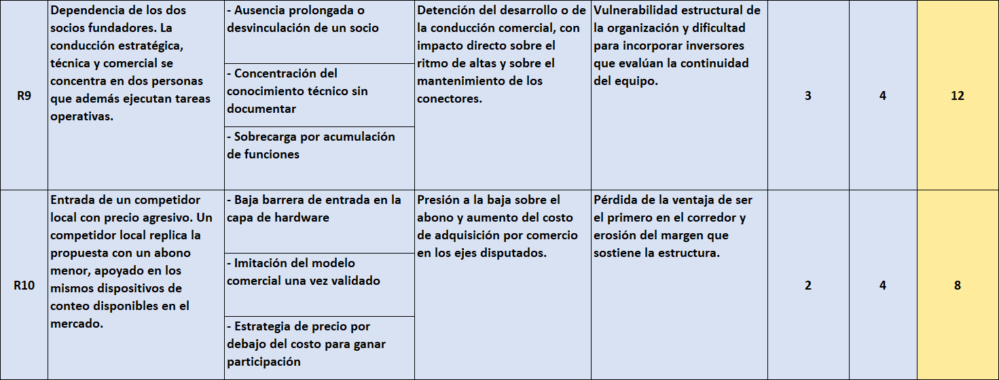 R9
Dependencia de los dos
socios fundadores. La
conducción estratégica,
técnica y comercial se
concentra en dos personas
que además ejecutan tareas
operativas.
- Ausencia prolongada o
desvinculación de un socio
- Concentración del
conocimiento técnico sin
documentar
- Sobrecarga por acumulación
de funciones
Detención del desarrollo o de
la conducción comercial, con
impacto directo sobre el
ritmo de altas y sobre el
mantenimiento de los
conectores.
Vulnerabilidad estructural de
la organización y dificultad
para incorporar inversores
que evalúan la continuidad
del equipo.
3
4
12
R10
Entrada de un competidor
local con precio agresivo. Un
competidor local replica la
propuesta con un abono
menor, apoyado en los
mismos dispositivos de
conteo disponibles en el
mercado.
- Baja barrera de entrada en la
capa de hardware
- Imitación del modelo
comercial una vez validado
- Estrategia de precio por
debajo del costo para ganar
participación
Presión a la baja sobre el
abono y aumento del costo
de adquisición por comercio
en los ejes disputados.
Pérdida de la ventaja de ser
el primero en el corredor y
erosión del margen que
sostiene la estructura.
2
4
8